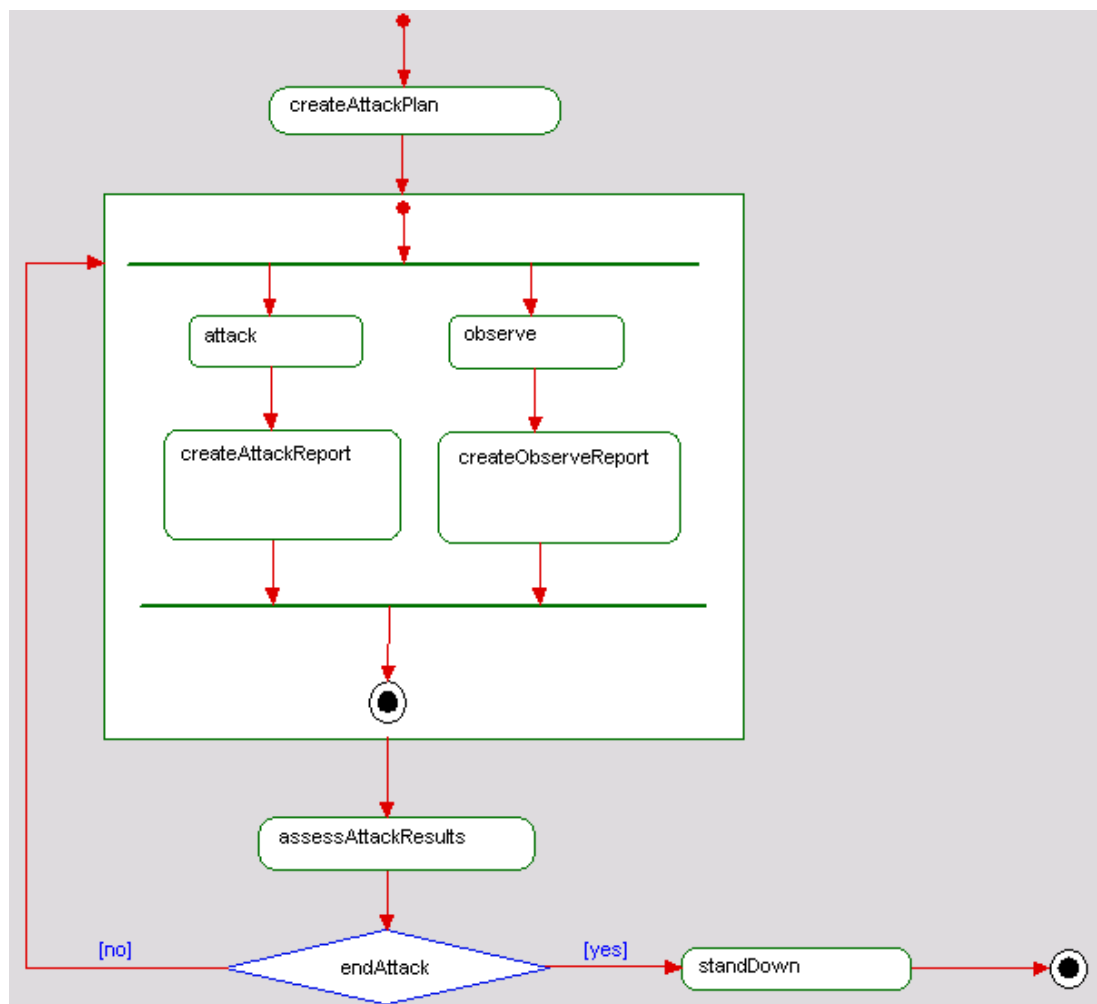 createAttackPlan
attack
observe
createAttackReport
createObserveReport
assessAttackResults
[no]
[yes]
endAttack
standDown